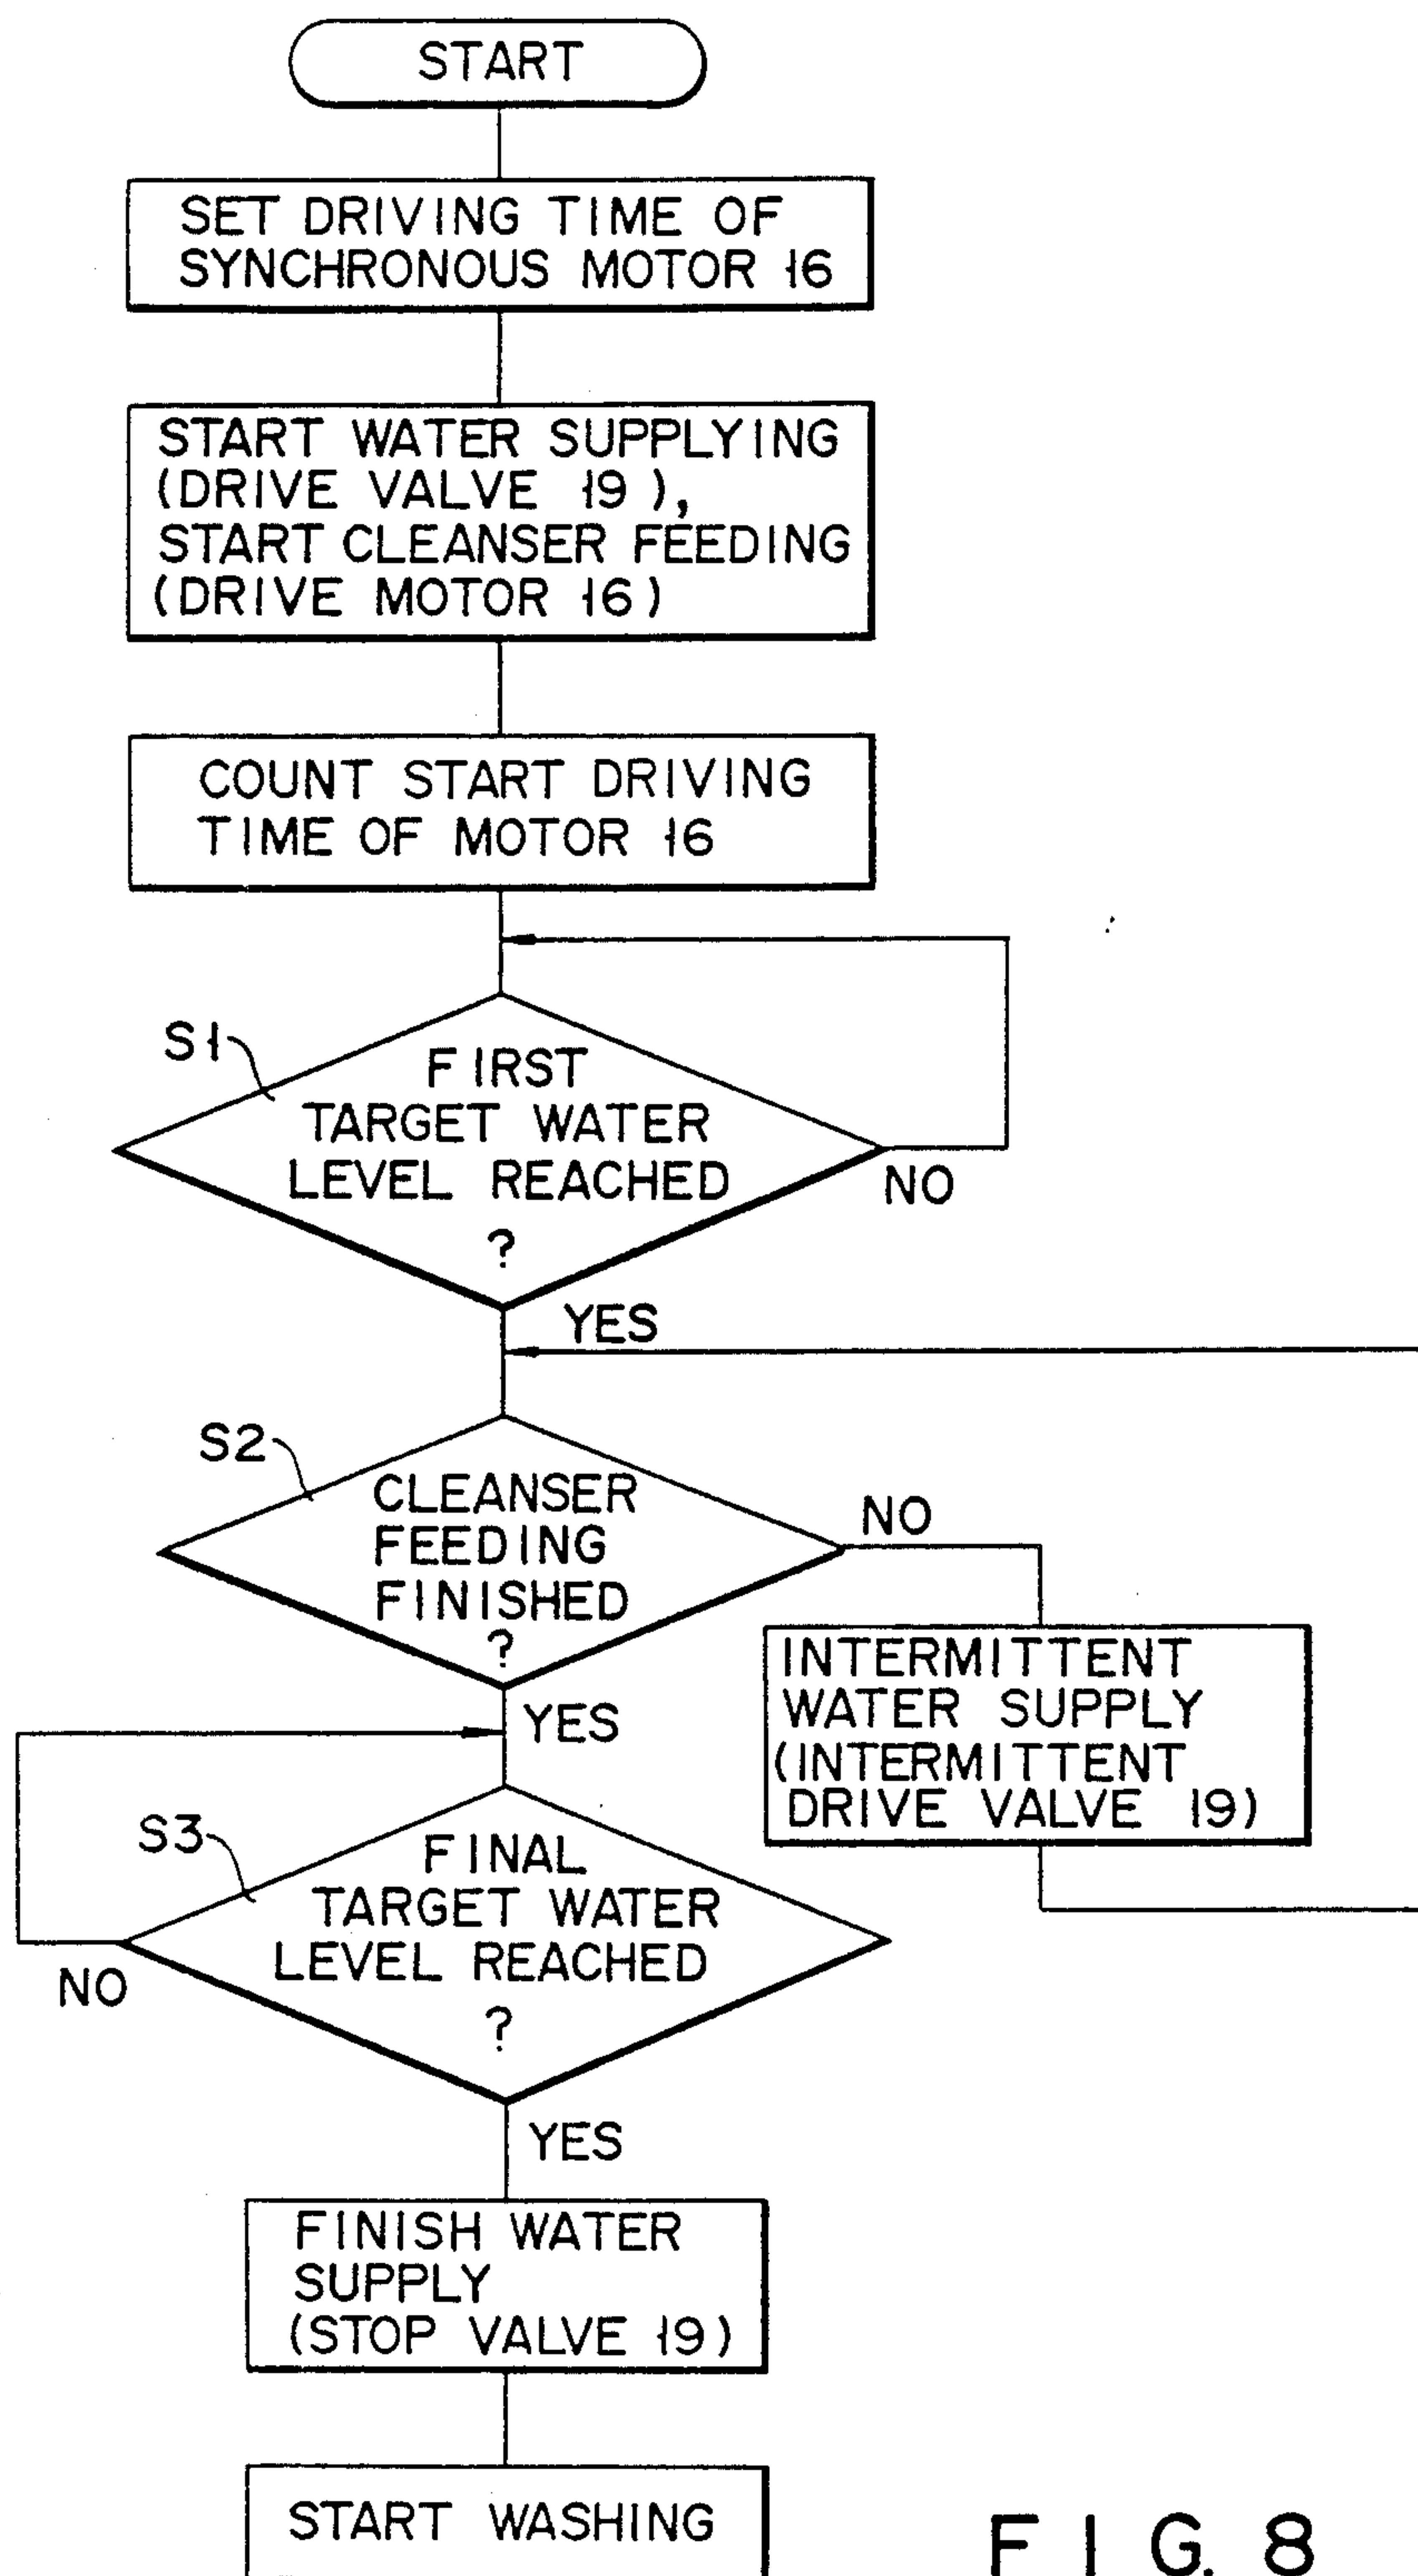 START
SET DRIVING TIME OF
SYNCHRONOUS MOTOR 16
START WATER SUPPLYING
(DRIVE VALVE 19),
START CLEANSER FEEDING
(DRIVE MOTOR 16)
COUNT START DRIVING
TIME OF MOTOR 16
S1
FIRST
TARGET WATER
LEVEL REACHED
?
NO
YES
S2
CLEANSER
FEEDING
FINISHED
?
NO
INTERMITTENT
WATER SUPPLY
(INTERMITTENT
DRIVE VALVE 19)
YES
S3
FINAL
TARGET WATER
LEVEL REACHED
?
NO
YES
FINISH WATER
SUPPLY
(STOP VALVE 19)
START WASHING
FIG. 8